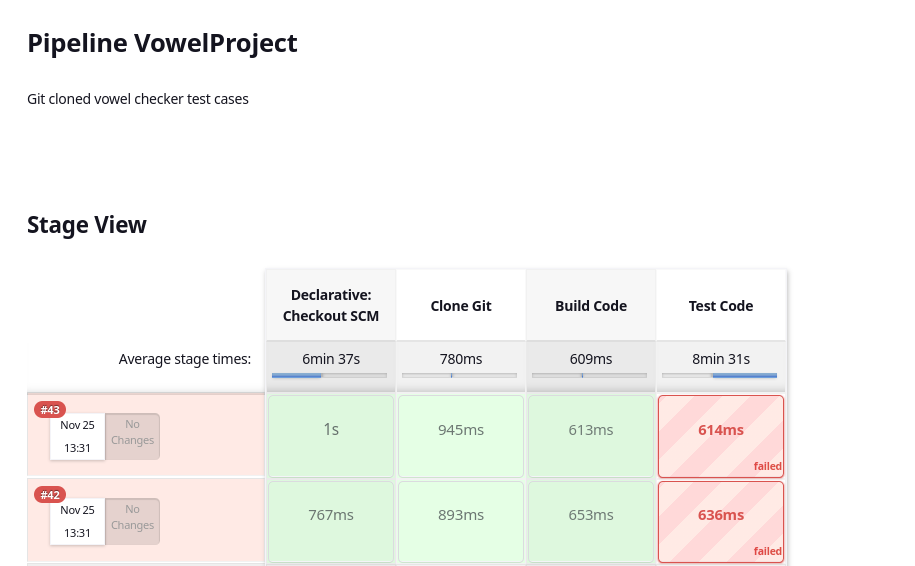 Pipeline VowelProject
Git cloned vowel checker test cases
Stage View
Declarative: Checkout SCM
Clone Git
Build Code
Test Code
Average stage times:
6min 37s
780ms
609ms
8min 31s
#43
Nov 25
13:31
No Changes
1s
945ms
613ms
614ms
failed
#42
Nov 25
13:31
No Changes
767ms
893ms
653ms
636ms
failed